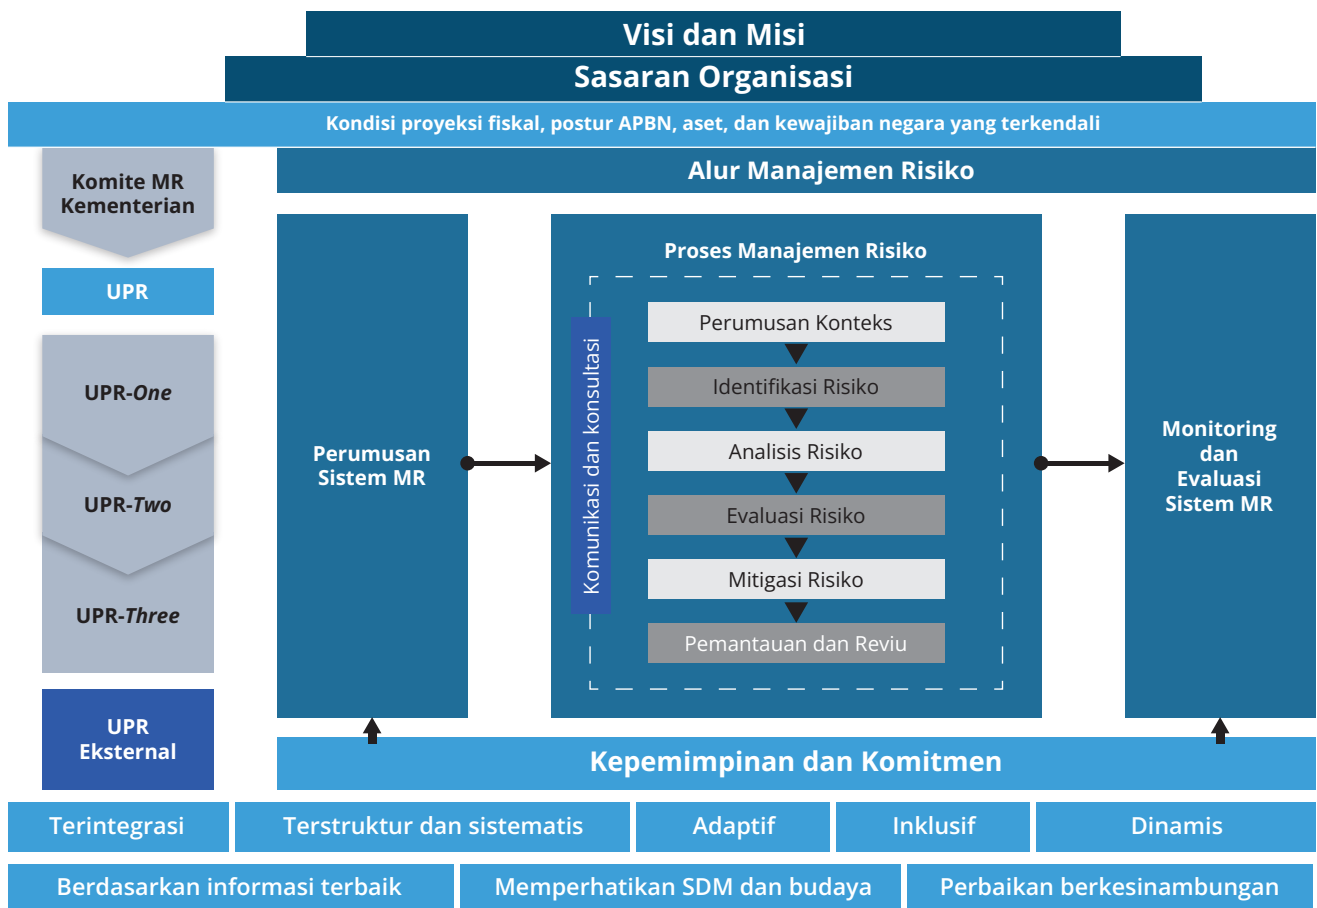 Visi dan Misi
Sasaran Organisasi
Kondisi proyeksi fiskal, postur APBN, aset, dan kewajiban negara yang terkendali
Komite MR
Kementerian
UPR
UPR-One
UPR-Two
UPR-Three
UPR
Eksternal
Alur Manajemen Risiko
Perumusan
Sistem MR
Proses Manajemen Risiko
Komunikasi dan konsultasi
Perumusan Konteks
Identifikasi Risiko
Analisis Risiko
Evaluasi Risiko
Mitigasi Risiko
Pemantauan dan Reviu
Monitoring
dan
Evaluasi
Sistem MR
Kepemimpinan dan Komitmen
Terintegrasi
Terstruktur dan sistematis
Adaptif
Inklusif
Dinamis
Berdasarkan informasi terbaik
Memperhatikan SDM dan budaya
Perbaikan berkesinambungan